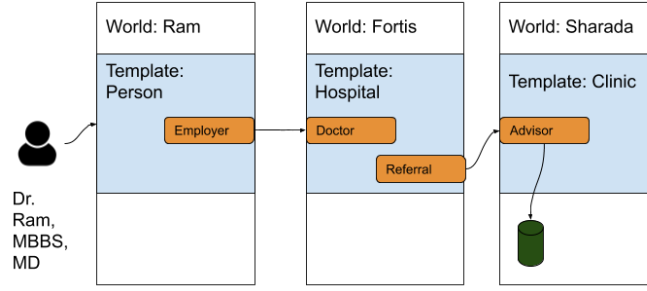 World: Ram
World: Fortis
World: Sharada
Template:
Person
Template:
Hospital
Template: Clinic
Employer
Doctor
Advisor
Referral
Dr.
Ram,
MBBS,
MD